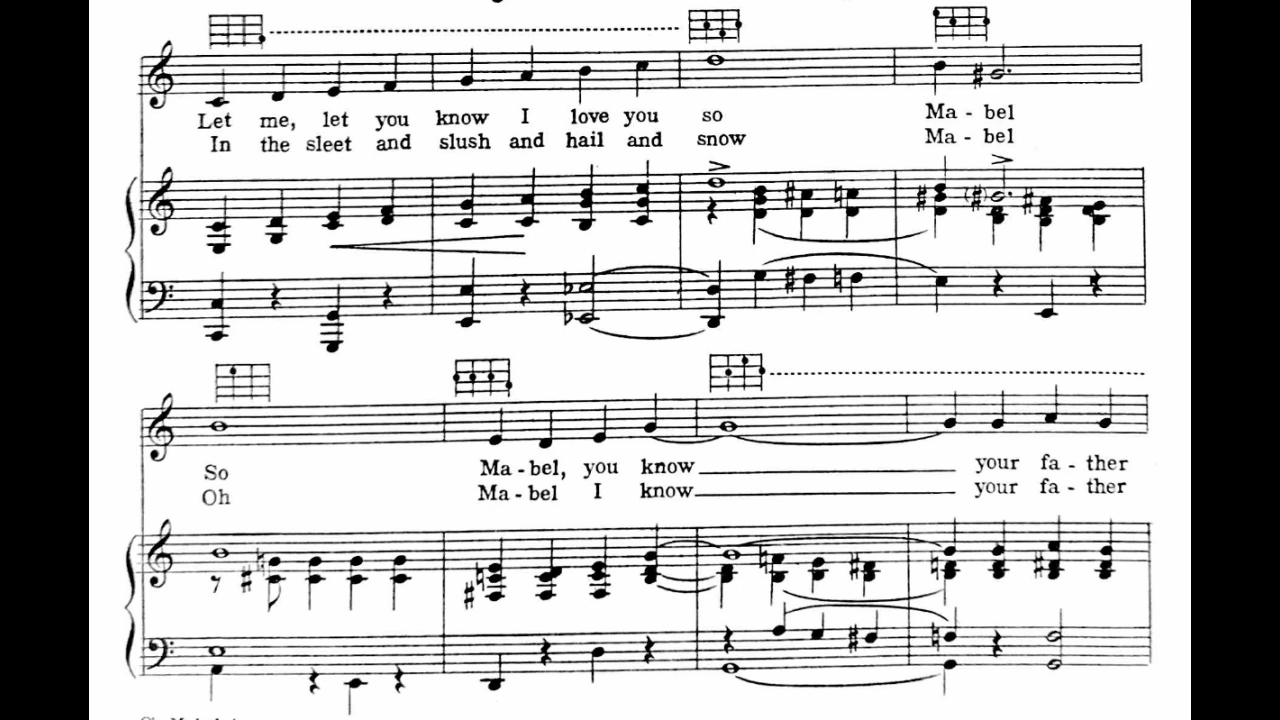 Let me, let you know I love you so Ma - bel
In the sleet and slush and hail and snow Ma - bel
So Ma - bel, you know your fa - ther
Oh Ma - bel I know your fa - ther